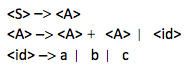 <S> –> <A>
<A> –> <A> + <A> | <id>
<id> –> a | b | c